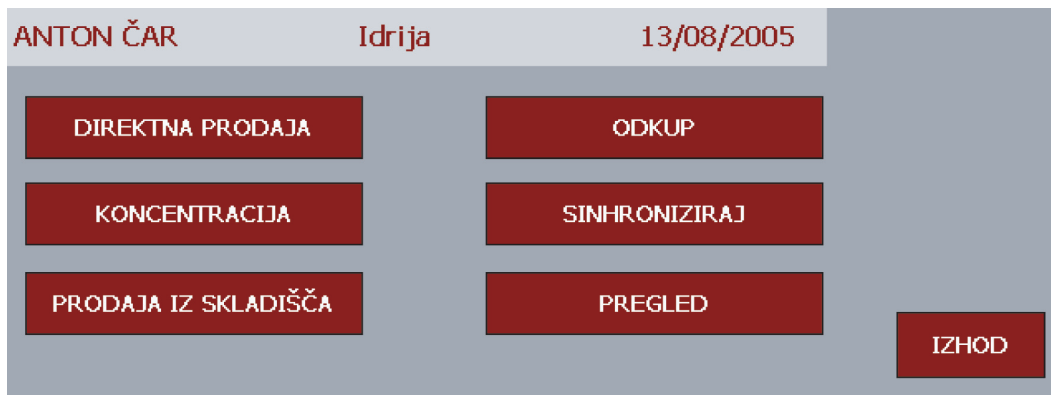 ANTON ČAR Idrija 13/08/2005
DIREKTNA PRODAJA ODKUP
KONCENTRACIJA SINHRONIZIRAJ
PRODAJA IZ SKLADIŠČA PREGLED
IZHOD